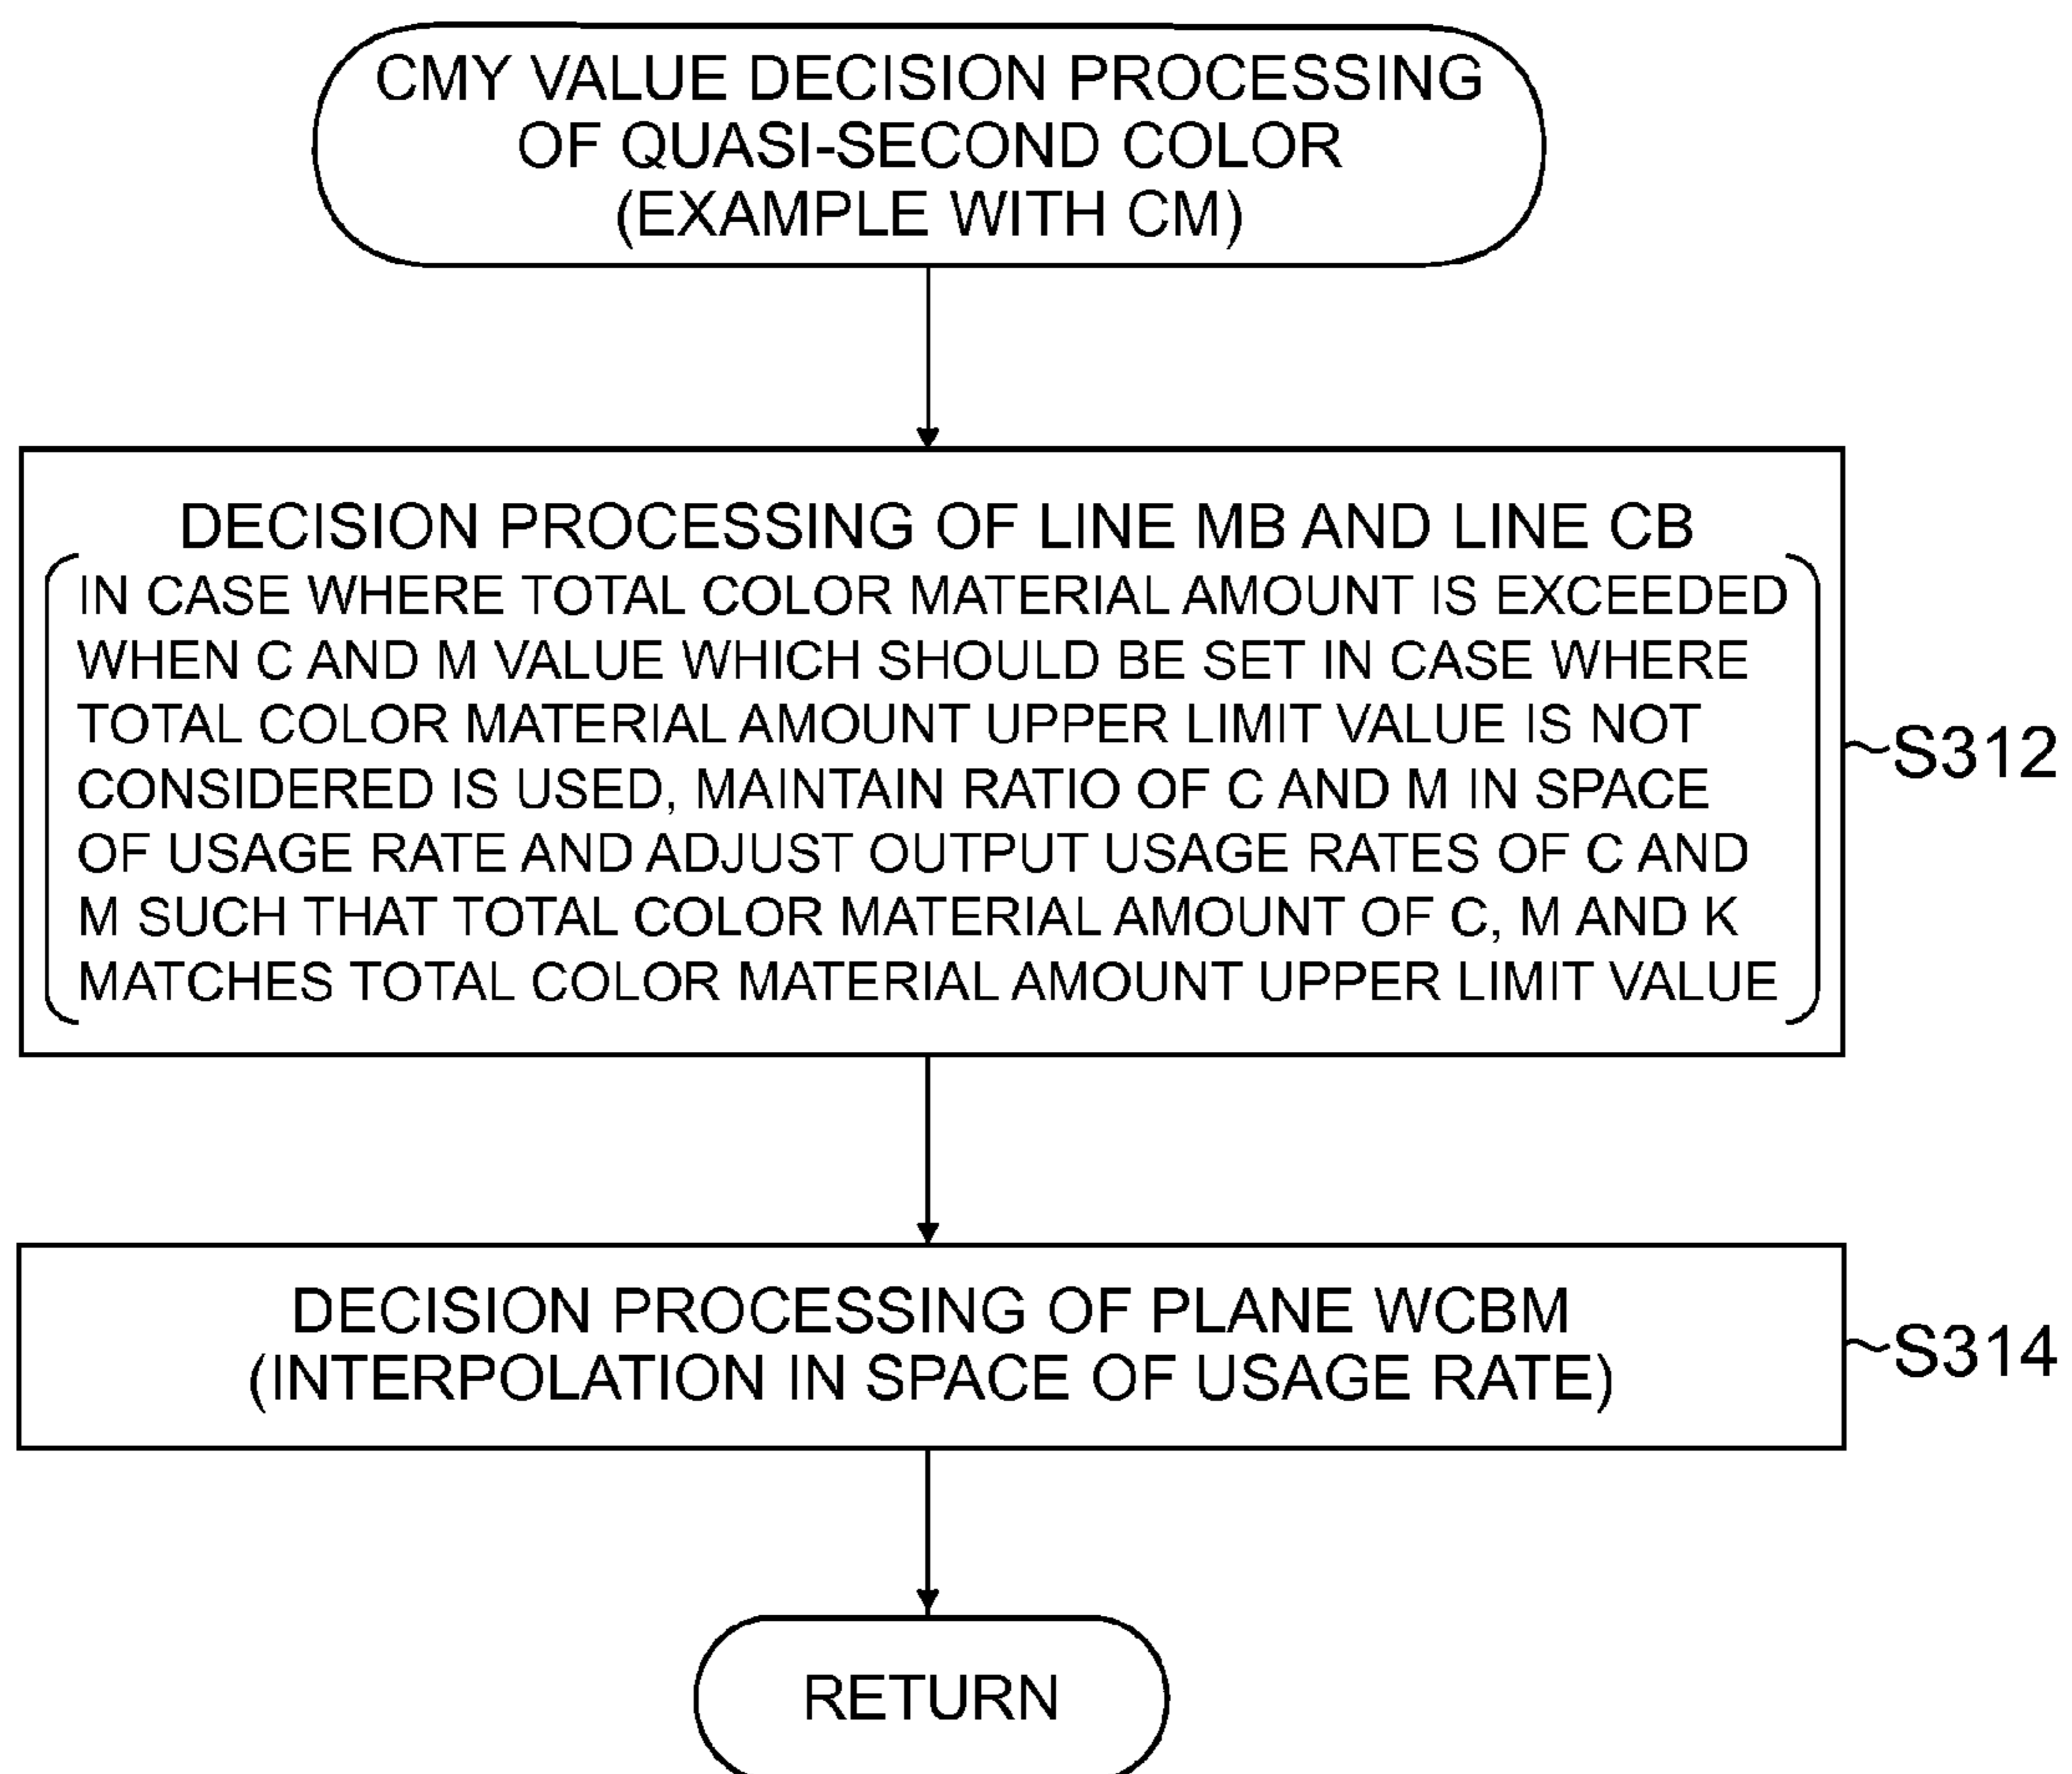 CMY VALUE DECISION PROCESSING
OF QUASI-SECOND COLOR
(EXAMPLE WITH CM)
DECISION PROCESSING OF LINE MB AND LINE CB
IN CASE WHERE TOTAL COLOR MATERIAL AMOUNT IS EXCEEDED
WHEN C AND M VALUE WHICH SHOULD BE SET IN CASE WHERE
TOTAL COLOR MATERIAL AMOUNT UPPER LIMIT VALUE IS NOT
CONSIDERED IS USED, MAINTAIN RATIO OF C AND M IN SPACE
OF USAGE RATE AND ADJUST OUTPUT USAGE RATES OF C AND
M SUCH THAT TOTAL COLOR MATERIAL AMOUNT OF C, M AND K
MATCHES TOTAL COLOR MATERIAL AMOUNT UPPER LIMIT VALUE
S312
DECISION PROCESSING OF PLANE WCBM
(INTERPOLATION IN SPACE OF USAGE RATE)
S314
RETURN